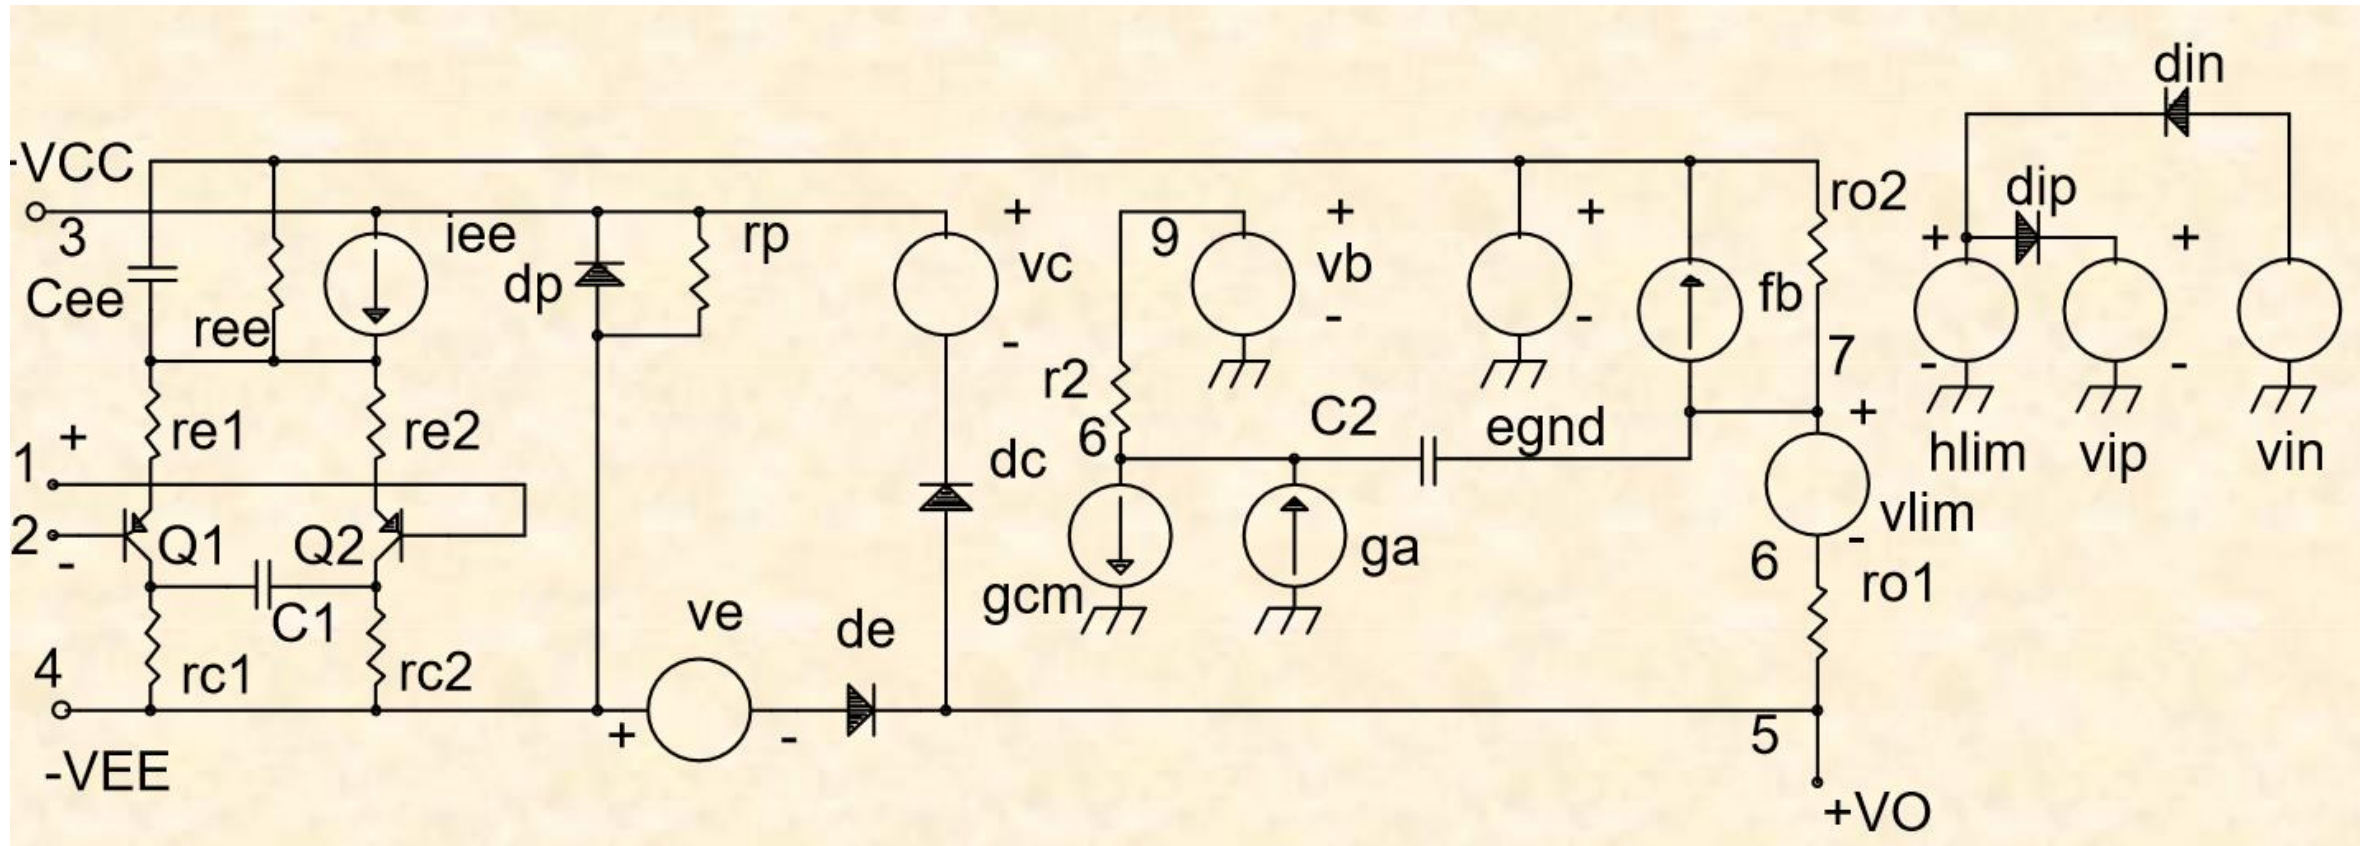 din
-VCC
ro2
dip
3
iee
rp
+
9
+
+
+
+
Cee
dp
vc
vb
fb
ree
-
-
-
7
-
-
r2
1
+
re1
re2
6
C2
egnd
+
hlim
vip
vin
2
-
Q1
Q2
dc
ga
vlim
-
6
gcm
ro1
C1
ve
de
4
rc1
rc2
+
-
5
-VEE
+VO